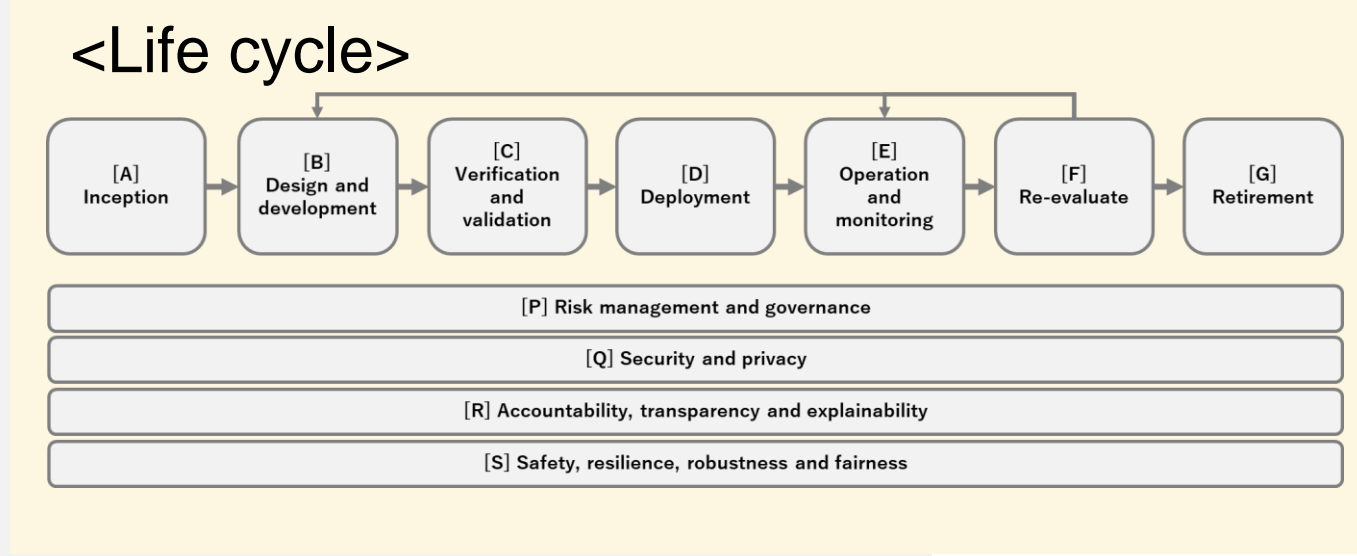 <Life cycle>
[A]
Inception
[B]
Design and
development
[C]
Verification
and
validation
[D]
Deployment
[E]
Operation
and
monitoring
[F]
Re-evaluate
[G]
Retirement
[P] Risk management and governance
[Q] Security and privacy
[R] Accountability, transparency and explainability
[S] Safety, resilience, robustness and fairness